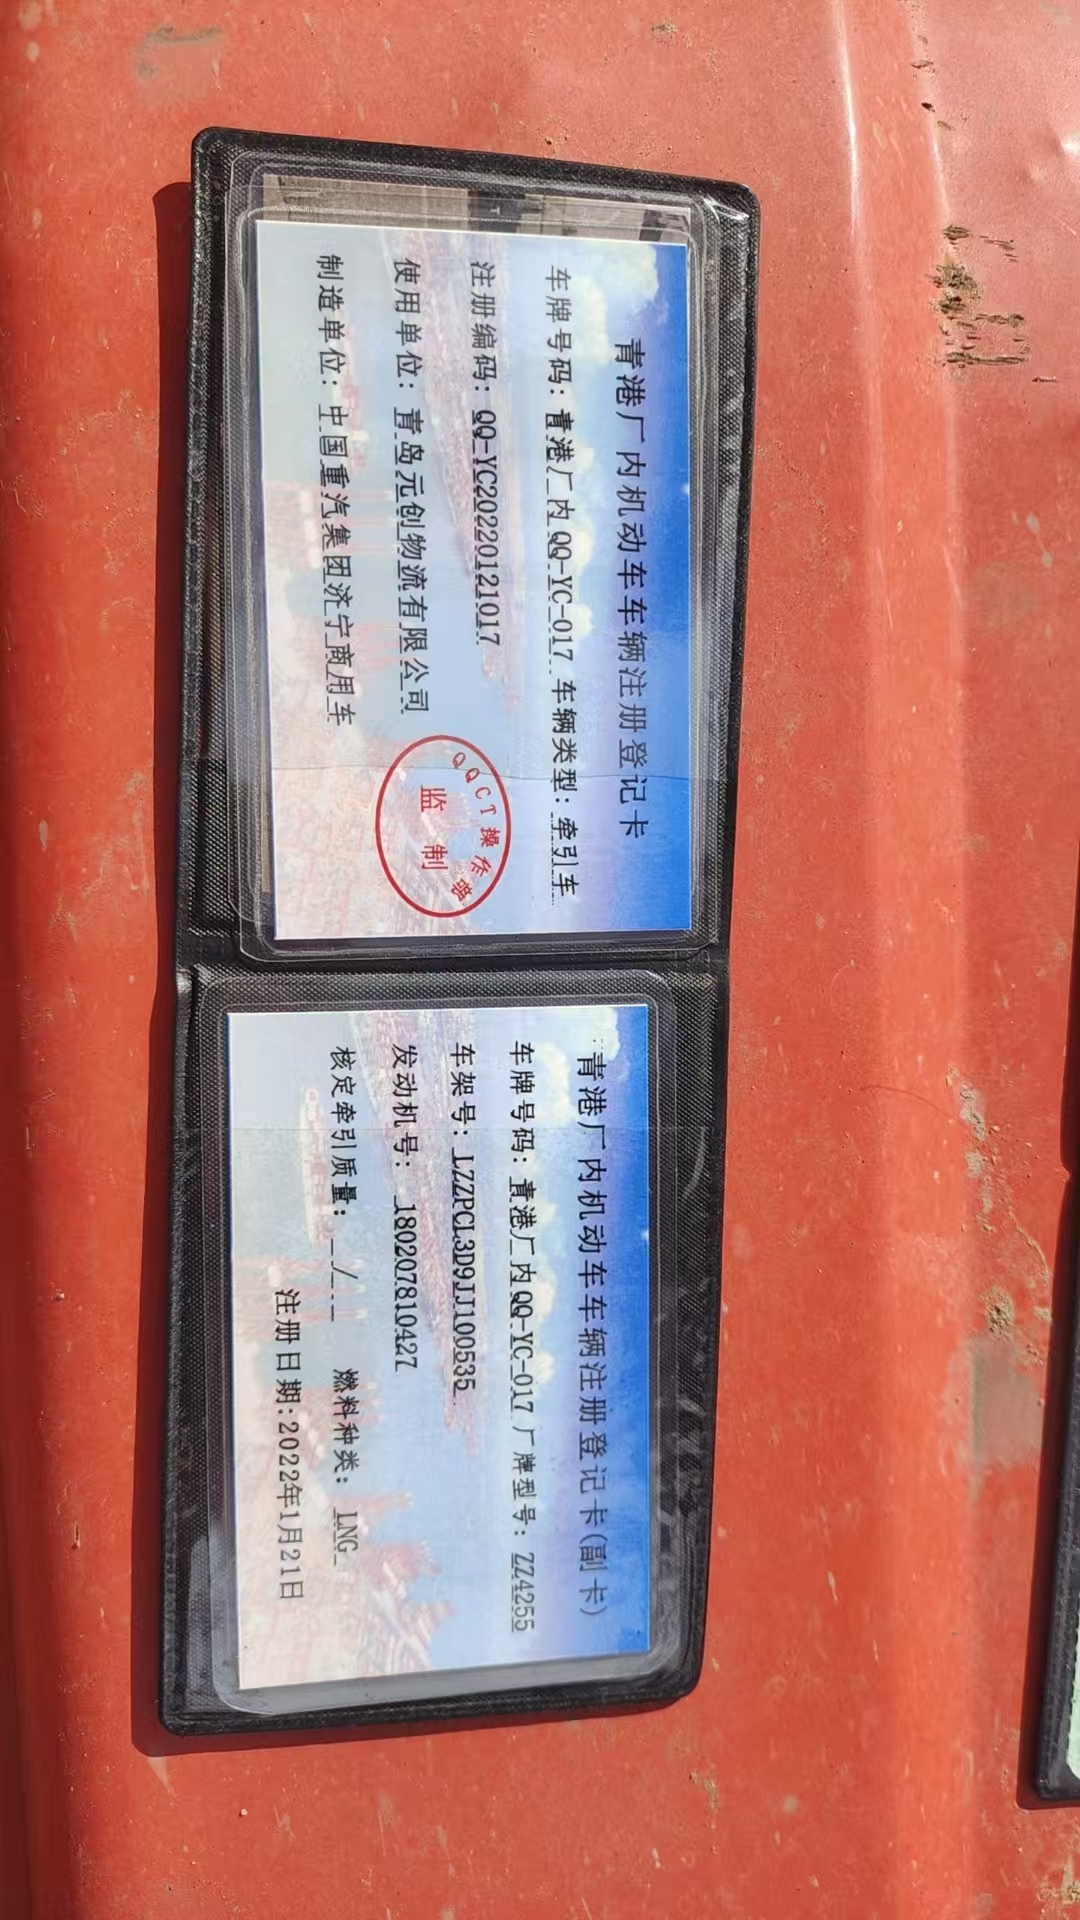 青港厂内机动车车辆注册登记卡
车牌号码：青港厂内QQ-YC-017 车辆类型：牵引车
注册编码：QQ-YC20220121017
使用单位：青岛元创物流有限公司
制造单位：中国重汽集团济宁商用车
QQCT操
监制
青港厂内机动车车辆注册登记卡(副卡)
车牌号码：青港厂内QQ-YC-017 厂牌型号：ZZ4255
车架号：LZZPCL3D9JJ100535
发动机号：180207810427
核定牵引质量：/ 燃料种类：LNG
注册日期:2022年1月21日